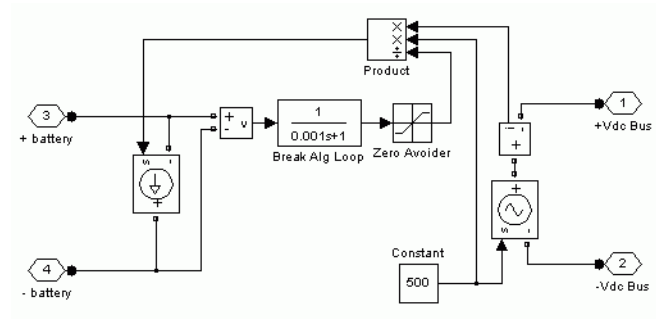 ×
×
÷
Product
3
+ battery
+
-
v
1
0.001s+1
Break Alg Loop
Zero Avoider
s
-
+
4
- battery
i
-
+
+
s
-
Constant
500
1
+Vdc Bus
2
-Vdc Bus